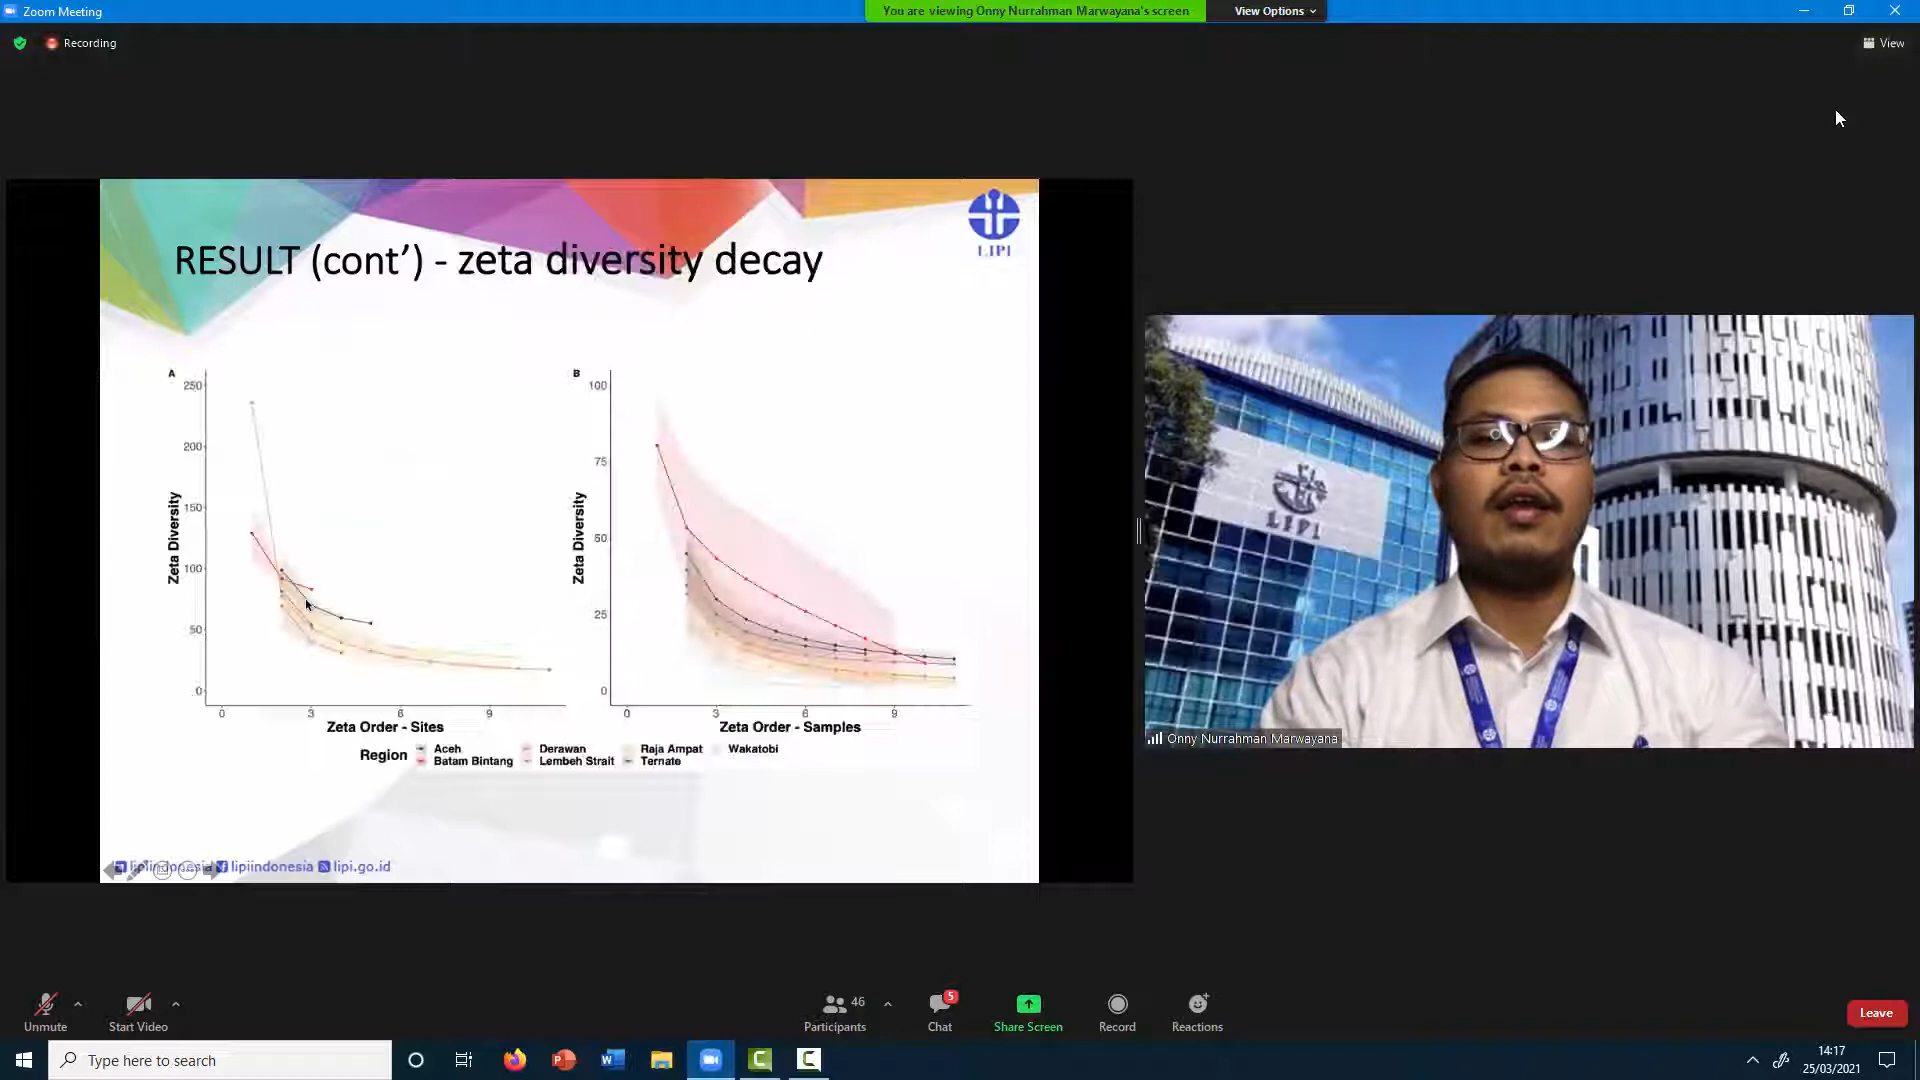 Zoom Meeting
You are viewing Onny Nurrahman Marwayana's screen
View Options
Recording
View
RESULT (cont') - zeta diversity decay
LIPI
A
250
200
150
100
50
0
0 3 6 9
Zeta Diversity
Zeta Order - Sites
B
100
75
50
25
0
0 3 6 9
Zeta Diversity
Zeta Order - Samples
Region
Aceh Derawan Raja Ampat Wakatobi
Batam Bintang Lembeh Strait Ternate
lipiindonesia lipiindonesia lipi.go.id
LIPI
Onny Nurrahman Marwayana
Unmute
Start Video
46
Participants
5
Chat
Share Screen
Record
Reactions
Leave
Type here to search
14:17
25/03/2021